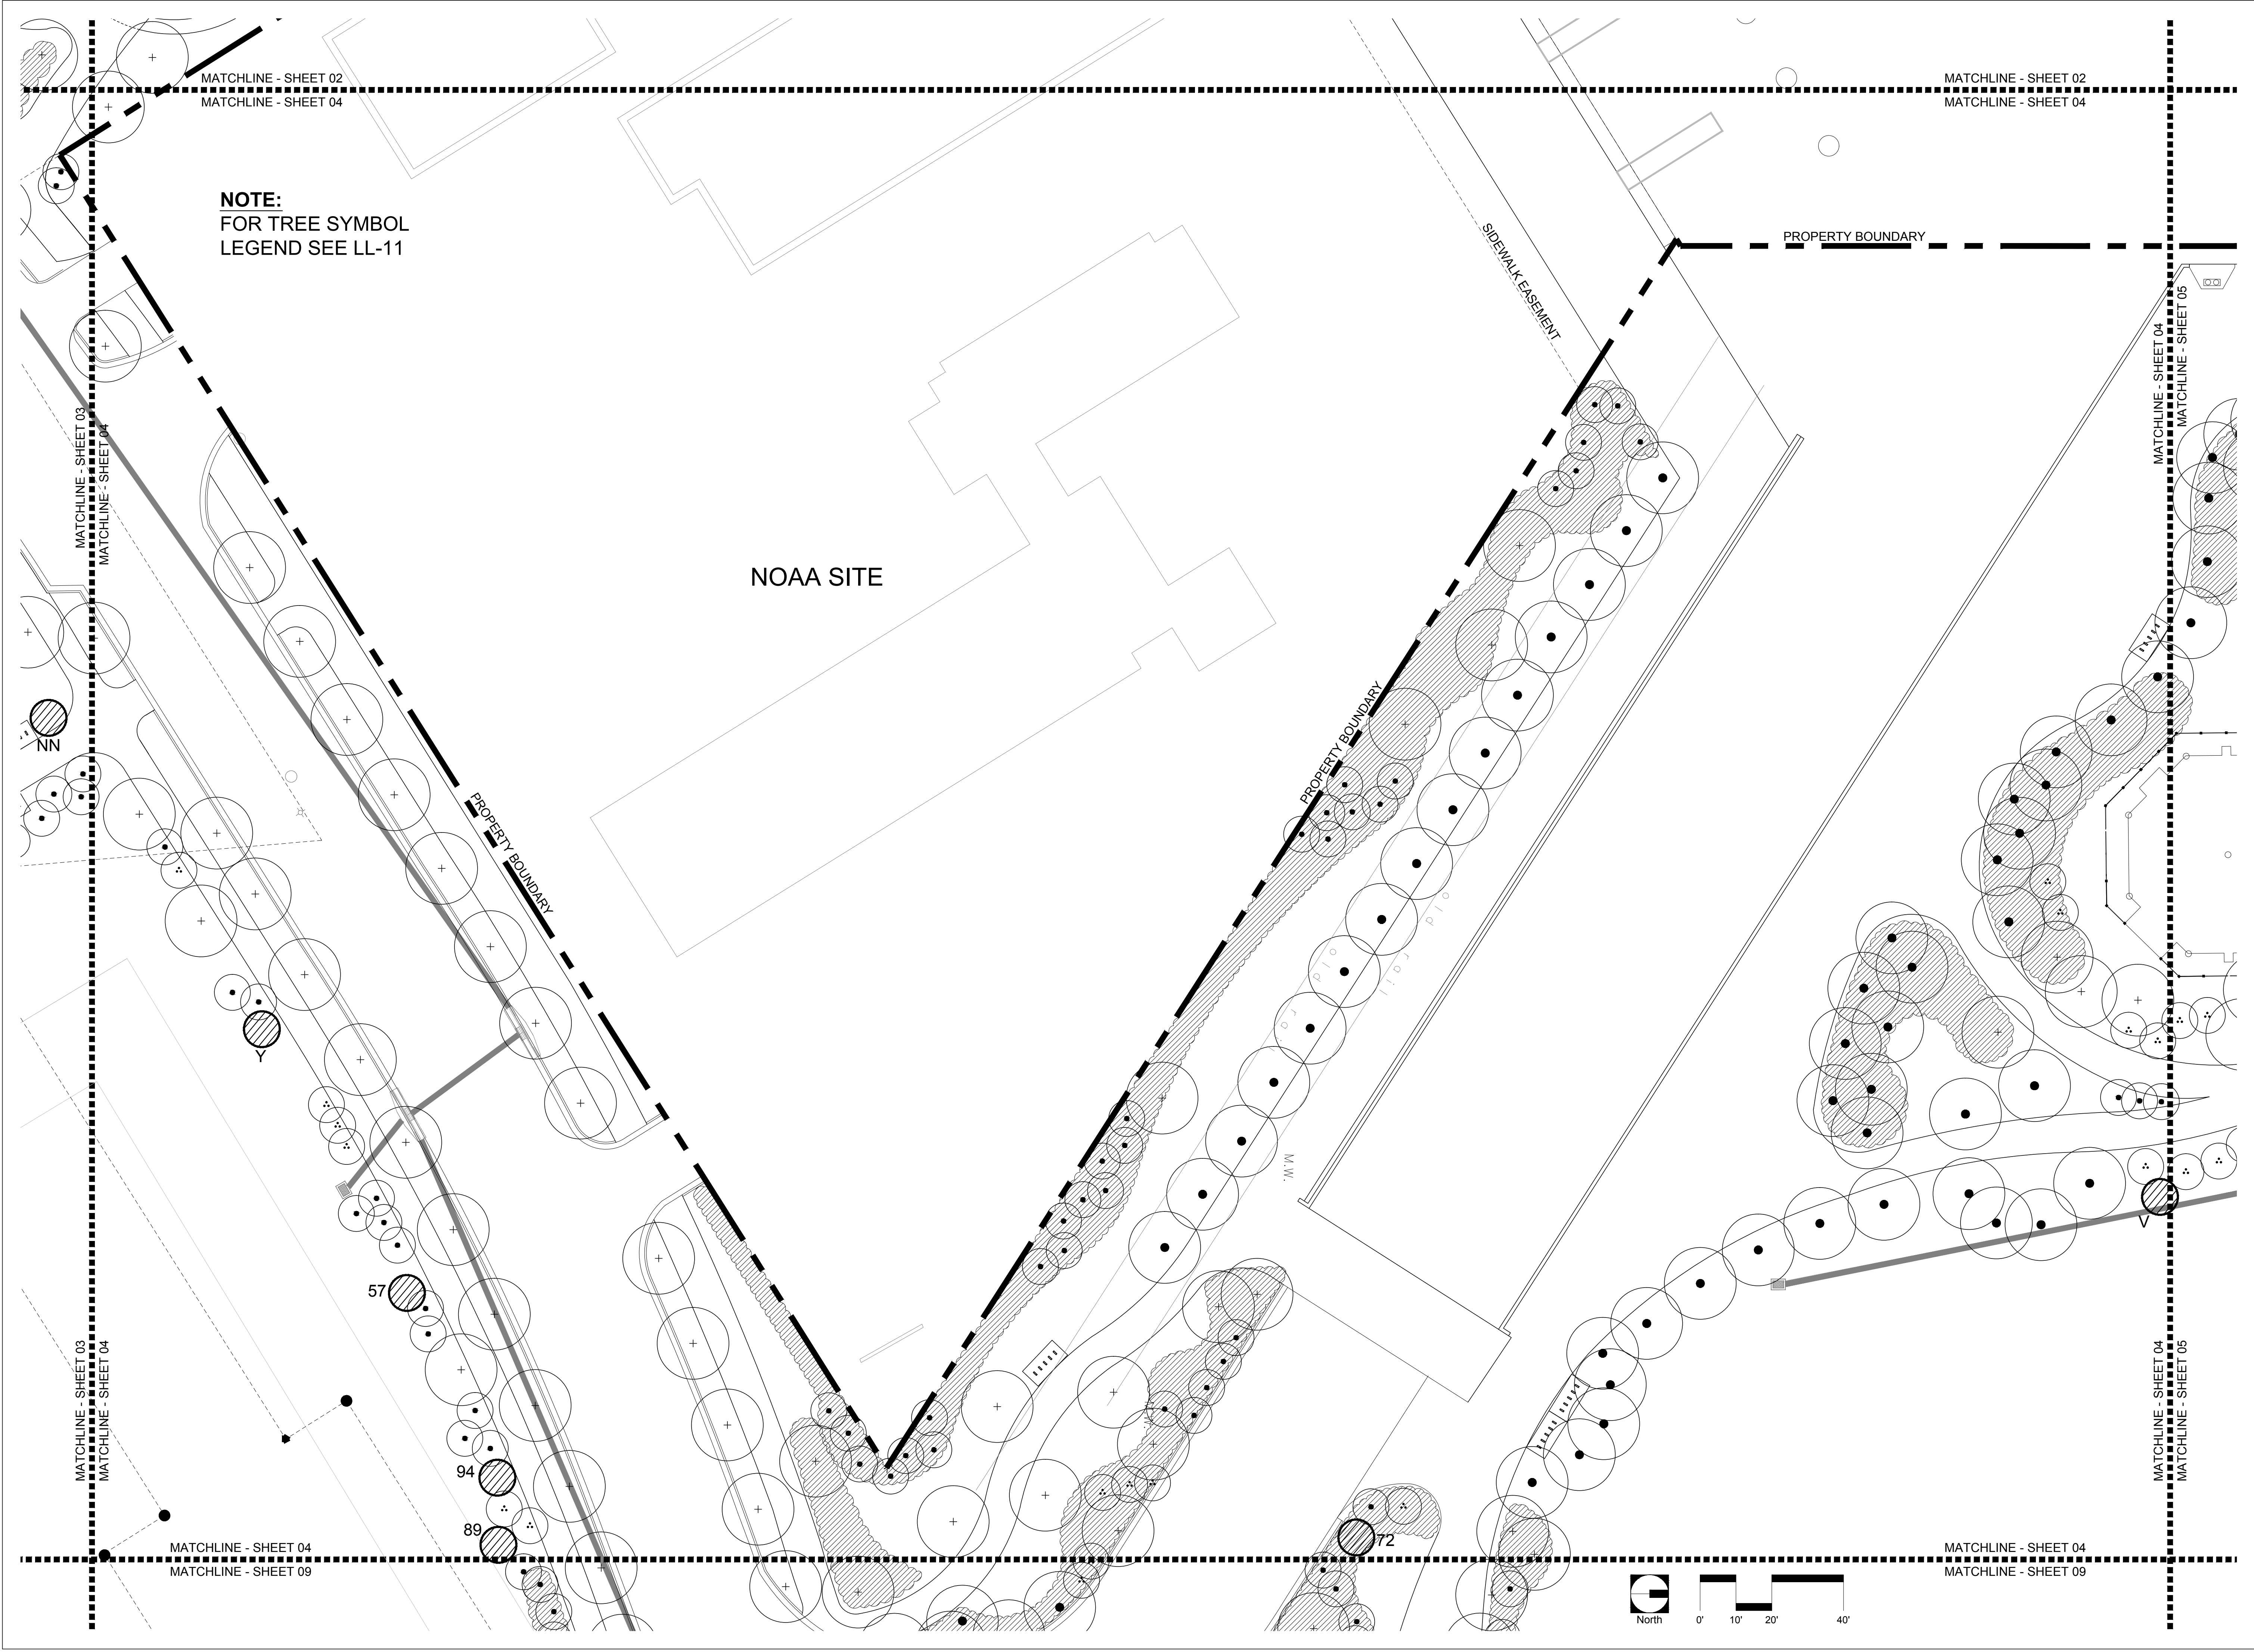 MATCHLINE - SHEET 02
MATCHLINE - SHEET 04
MATCHLINE - SHEET 02
MATCHLINE - SHEET 04
NOTE:
FOR TREE SYMBOL
LEGEND SEE LL-11
PROPERTY BOUNDARY
SIDEWALK EASEMENT
MATCHLINE - SHEET 03
MATCHLINE - SHEET 04
MATCHLINE - SHEET 04
MATCHLINE - SHEET 05
NOAA SITE
NN
PROPERTY BOUNDARY
PROPERTY BOUNDARY
Y
M.W.
V
57
MATCHLINE - SHEET 03
MATCHLINE - SHEET 04
MATCHLINE - SHEET 04
MATCHLINE - SHEET 05
94
89
72
MATCHLINE - SHEET 04
MATCHLINE - SHEET 09
MATCHLINE - SHEET 04
MATCHLINE - SHEET 09
North
0'
10'
20'
40'